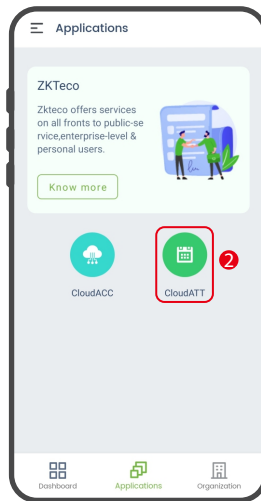 Applications
ZKTeco
Zkteco offers services
on all fronts to public-se
rvice,enterprise-level &
personal users.
Know more
CloudACC
CloudATT
2
Dashboard
Applications
Organization